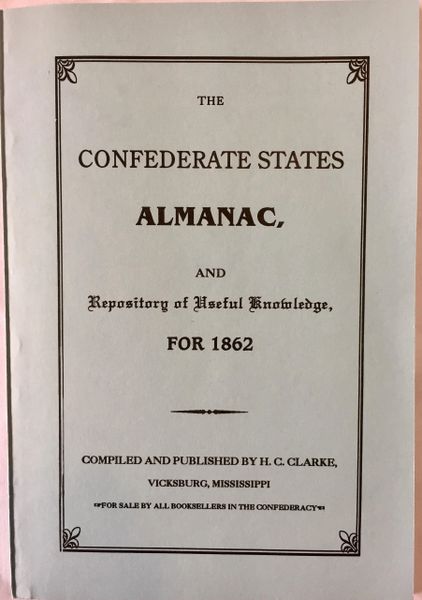 THE
CONFEDERATE STATES
ALMANAC,
AND
Repository of Useful Knowledge,
FOR 1862
COMPILED AND PUBLISHED BY H. C. CLARKE,
VICKSBURG, MISSISSIPPI
☞FOR SALE BY ALL BOOKSELLERS IN THE CONFEDERACY☜